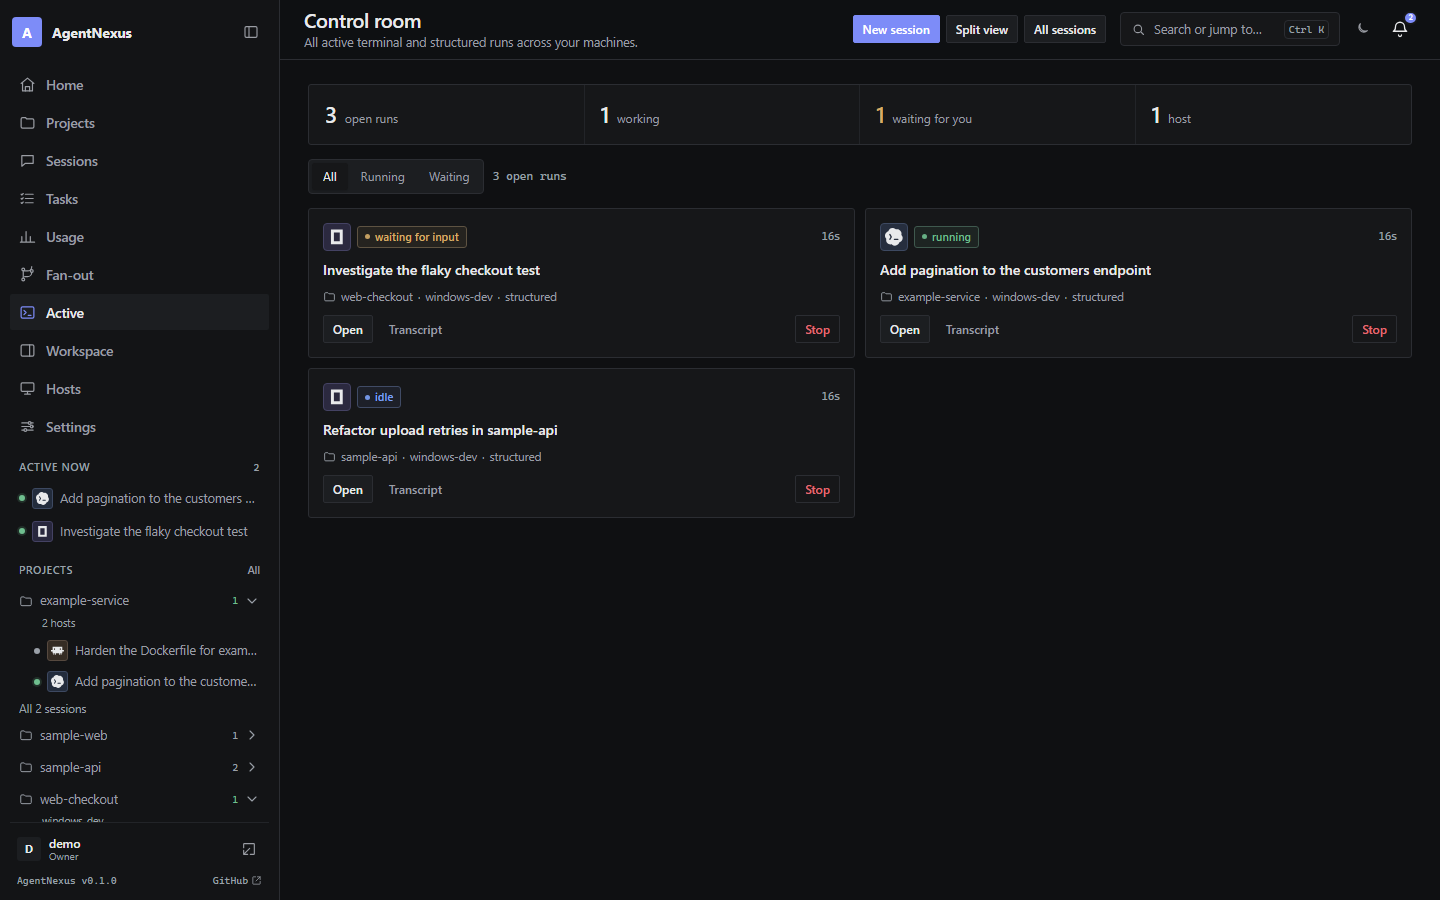 A AgentNexus
Home
Projects
Sessions
Tasks
Usage
Fan-out
Active
Workspace
Hosts
Settings
ACTIVE NOW 2
Add pagination to the customers ...
Investigate the flaky checkout test
PROJECTS All
example-service 1
2 hosts
Harden the Dockerfile for exam...
Add pagination to the custome...
All 2 sessions
sample-web 1
sample-api 2
web-checkout 1
windows-dev
D demo
Owner
AgentNexus v0.1.0 GitHub
Control room
All active terminal and structured runs across your machines.
New session Split view All sessions Search or jump to... Ctrl K 2
3 open runs 1 working 1 waiting for you 1 host
All Running Waiting 3 open runs
waiting for input 16s
Investigate the flaky checkout test
web-checkout · windows-dev · structured
Open Transcript Stop
running 16s
Add pagination to the customers endpoint
example-service · windows-dev · structured
Open Transcript Stop
idle 16s
Refactor upload retries in sample-api
sample-api · windows-dev · structured
Open Transcript Stop